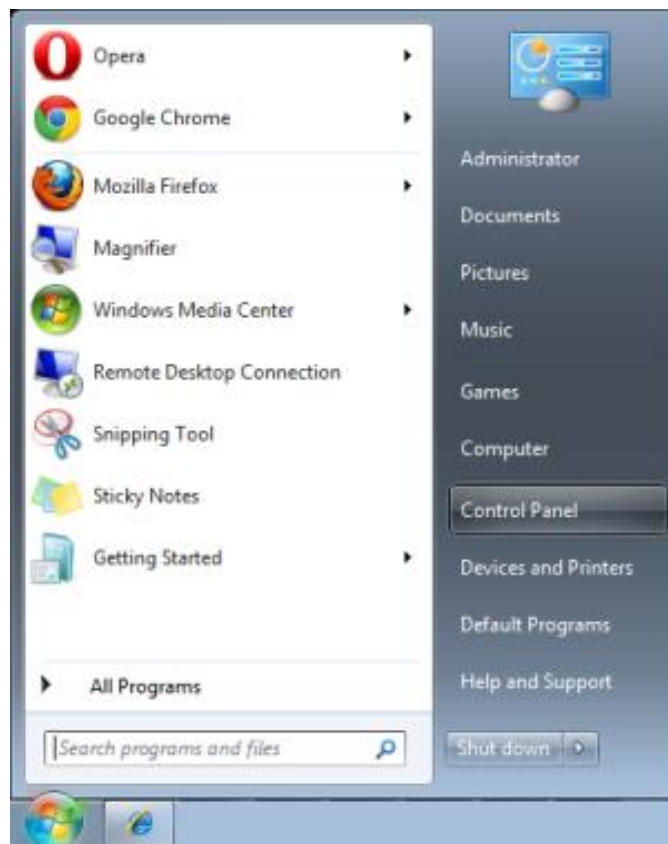 Opera
Google Chrome
Mozilla Firefox
Magnifier
Windows Media Center
Remote Desktop Connection
Snipping Tool
Sticky Notes
Getting Started
All Programs
Search programs and files
Administrator
Documents
Pictures
Music
Games
Computer
Control Panel
Devices and Printers
Default Programs
Help and Support
Shut down